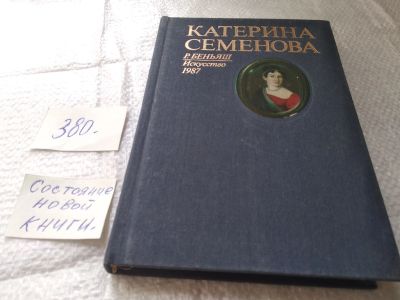 КАТЕРИНА
СЕМЕНОВА
Р. БЕНЬЯШ
Искусство
1987
380.-
Состояние
новой
книги.